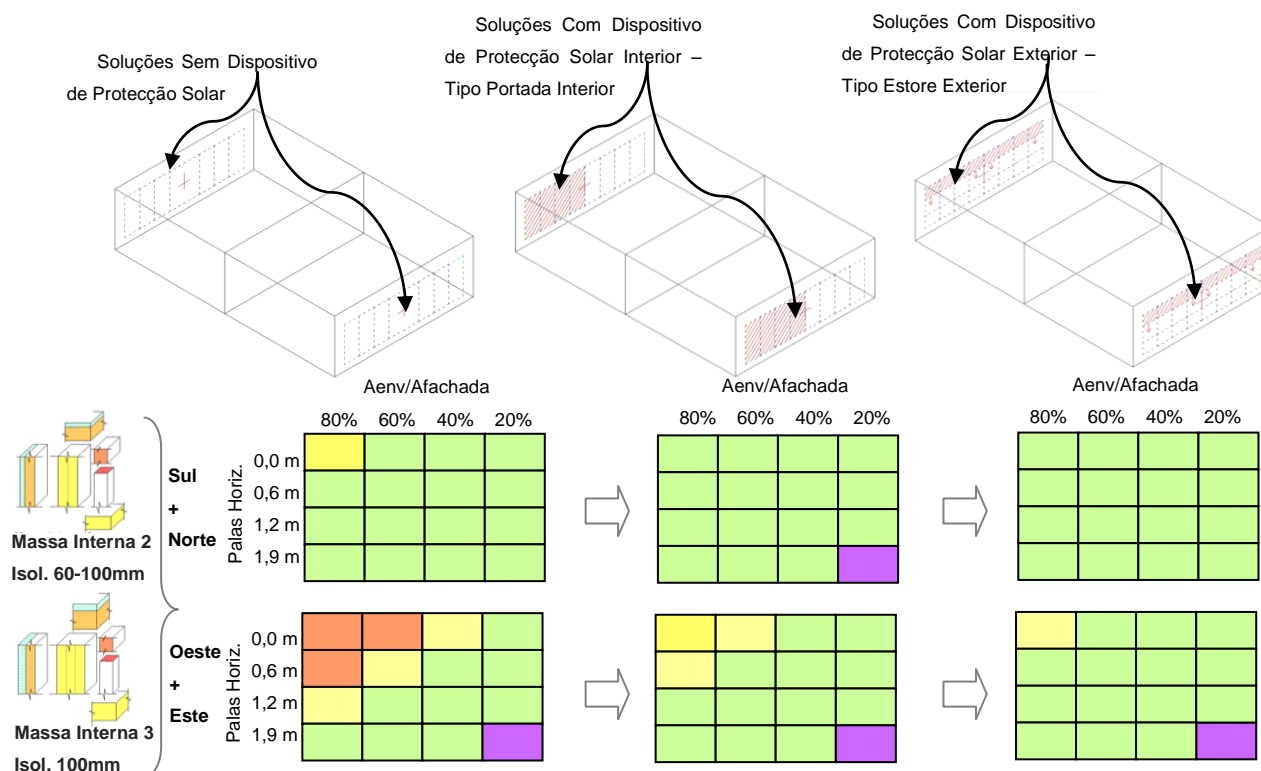 Soluções Sem Dispositivo
de Protecção Solar
Soluções Com Dispositivo
de Protecção Solar Interior –
Tipo Portada Interior
Soluções Com Dispositivo
de Protecção Solar Exterior –
Tipo Estore Exterior
Aenv/Afachada
Aenv/Afachada
Aenv/Afachada
80% 60% 40% 20%
80% 60% 40% 20%
80% 60% 40% 20%
Massa Interna 2
Isol. 60-100mm
Sul
+
Norte
Palas Horiz.
0,0 m
0,6 m
1,2 m
1,9 m
Massa Interna 3
Isol. 100mm
Oeste
+
Este
Palas Horiz.
0,0 m
0,6 m
1,2 m
1,9 m